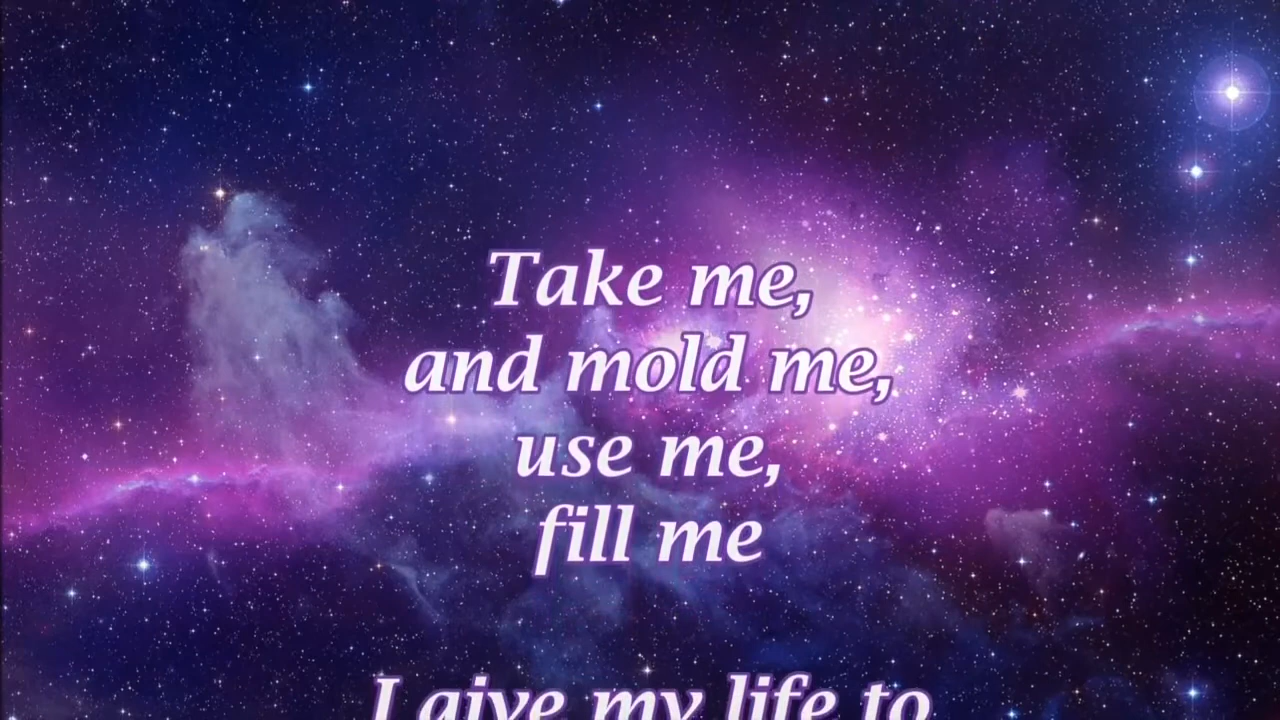 Take me,
and mold me,
use me,
fill me
I give my life to